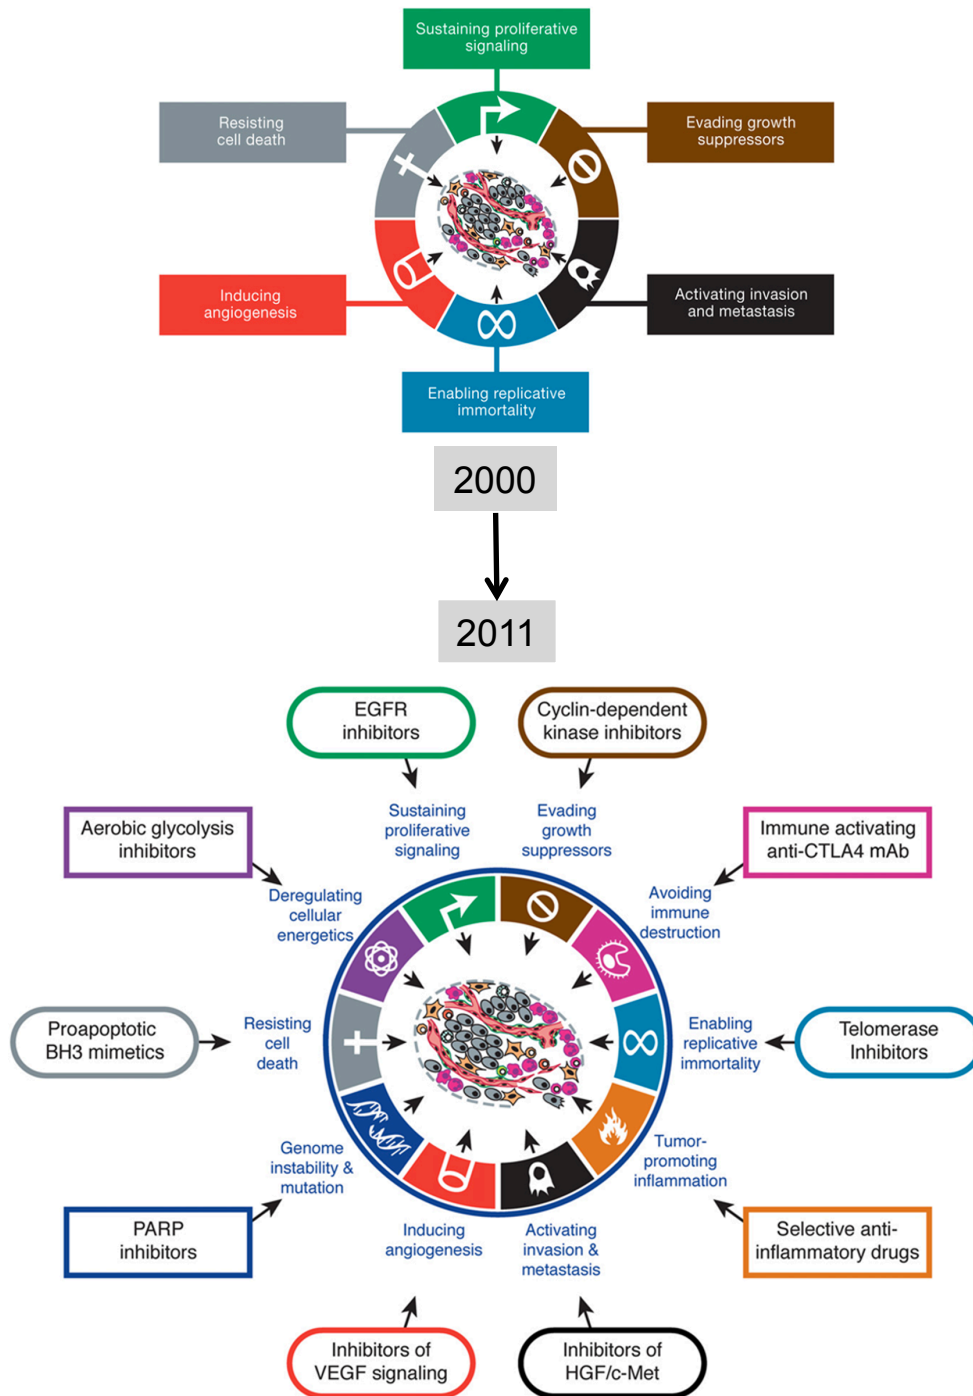 Sustaining proliferative
signaling
Resisting
cell death
Evading growth
suppressors
Inducing
angiogenesis
Activating invasion
and metastasis
Enabling replicative
immortality
2000
2011
EGFR
inhibitors
Cyclin-dependent
kinase inhibitors
Sustaining
proliferative
signaling
Evading
growth
suppressors
Aerobic glycolysis
inhibitors
Immune activating
anti-CTLA4 mAb
Deregulating
cellular
energetics
Avoiding
immune
destruction
Proapoptotic
BH3 mimetics
Resisting
cell
death
Enabling
replicative
immortality
Telomerase
Inhibitors
Genome
instability &
mutation
Tumor-
promoting
inflammation
PARP
inhibitors
Inducing
angiogenesis
Activating
invasion &
metastasis
Selective anti-
inflammatory drugs
Inhibitors of
VEGF signaling
Inhibitors of
HGF/c-Met